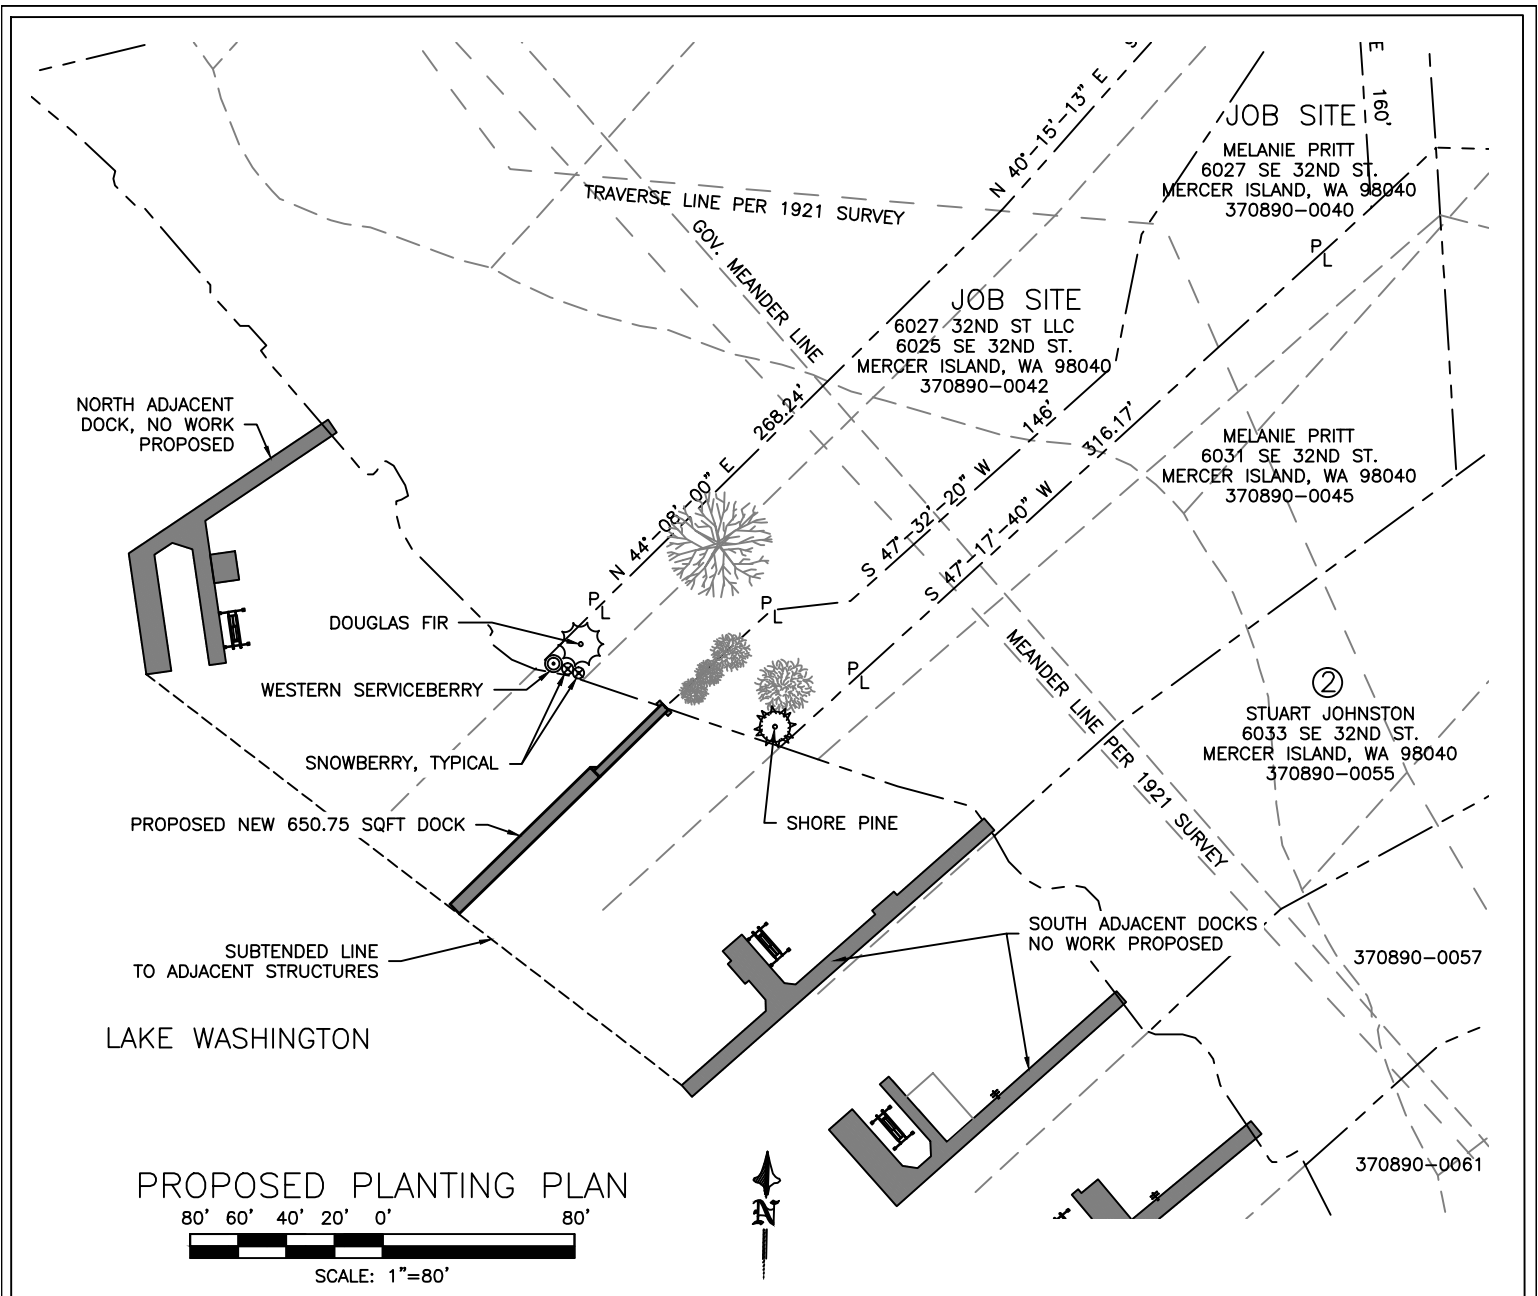 E 160'
N 40°-15'-13" E
JOB SITE
MELANIE PRITT
6027 SE 32ND ST.
MERCER ISLAND, WA 98040
370890-0040
TRAVERSE LINE PER 1921 SURVEY
GOV. MEANDER LINE
P
L
JOB SITE
6027 32ND ST LLC
6025 SE 32ND ST.
MERCER ISLAND, WA 98040
370890-0042
NORTH ADJACENT
DOCK, NO WORK
PROPOSED
268.24'
146'
316.17'
MELANIE PRITT
6031 SE 32ND ST.
MERCER ISLAND, WA 98040
370890-0045
N 44°-08'-00" E
S 47°-32'-20" W
S 47°-17'-40" W
P
L
P
L
P
L
DOUGLAS FIR
WESTERN SERVICEBERRY
SNOWBERRY, TYPICAL
MEANDER LINE PER 1921 SURVEY
2
STUART JOHNSTON
6033 SE 32ND ST.
MERCER ISLAND, WA 98040
370890-0055
PROPOSED NEW 650.75 SQFT DOCK
SHORE PINE
SUBTENDED LINE
TO ADJACENT STRUCTURES
SOUTH ADJACENT DOCKS
NO WORK PROPOSED
370890-0057
LAKE WASHINGTON
370890-0061
PROPOSED PLANTING PLAN
80' 60' 40' 20' 0' 80'
SCALE: 1"=80'
N